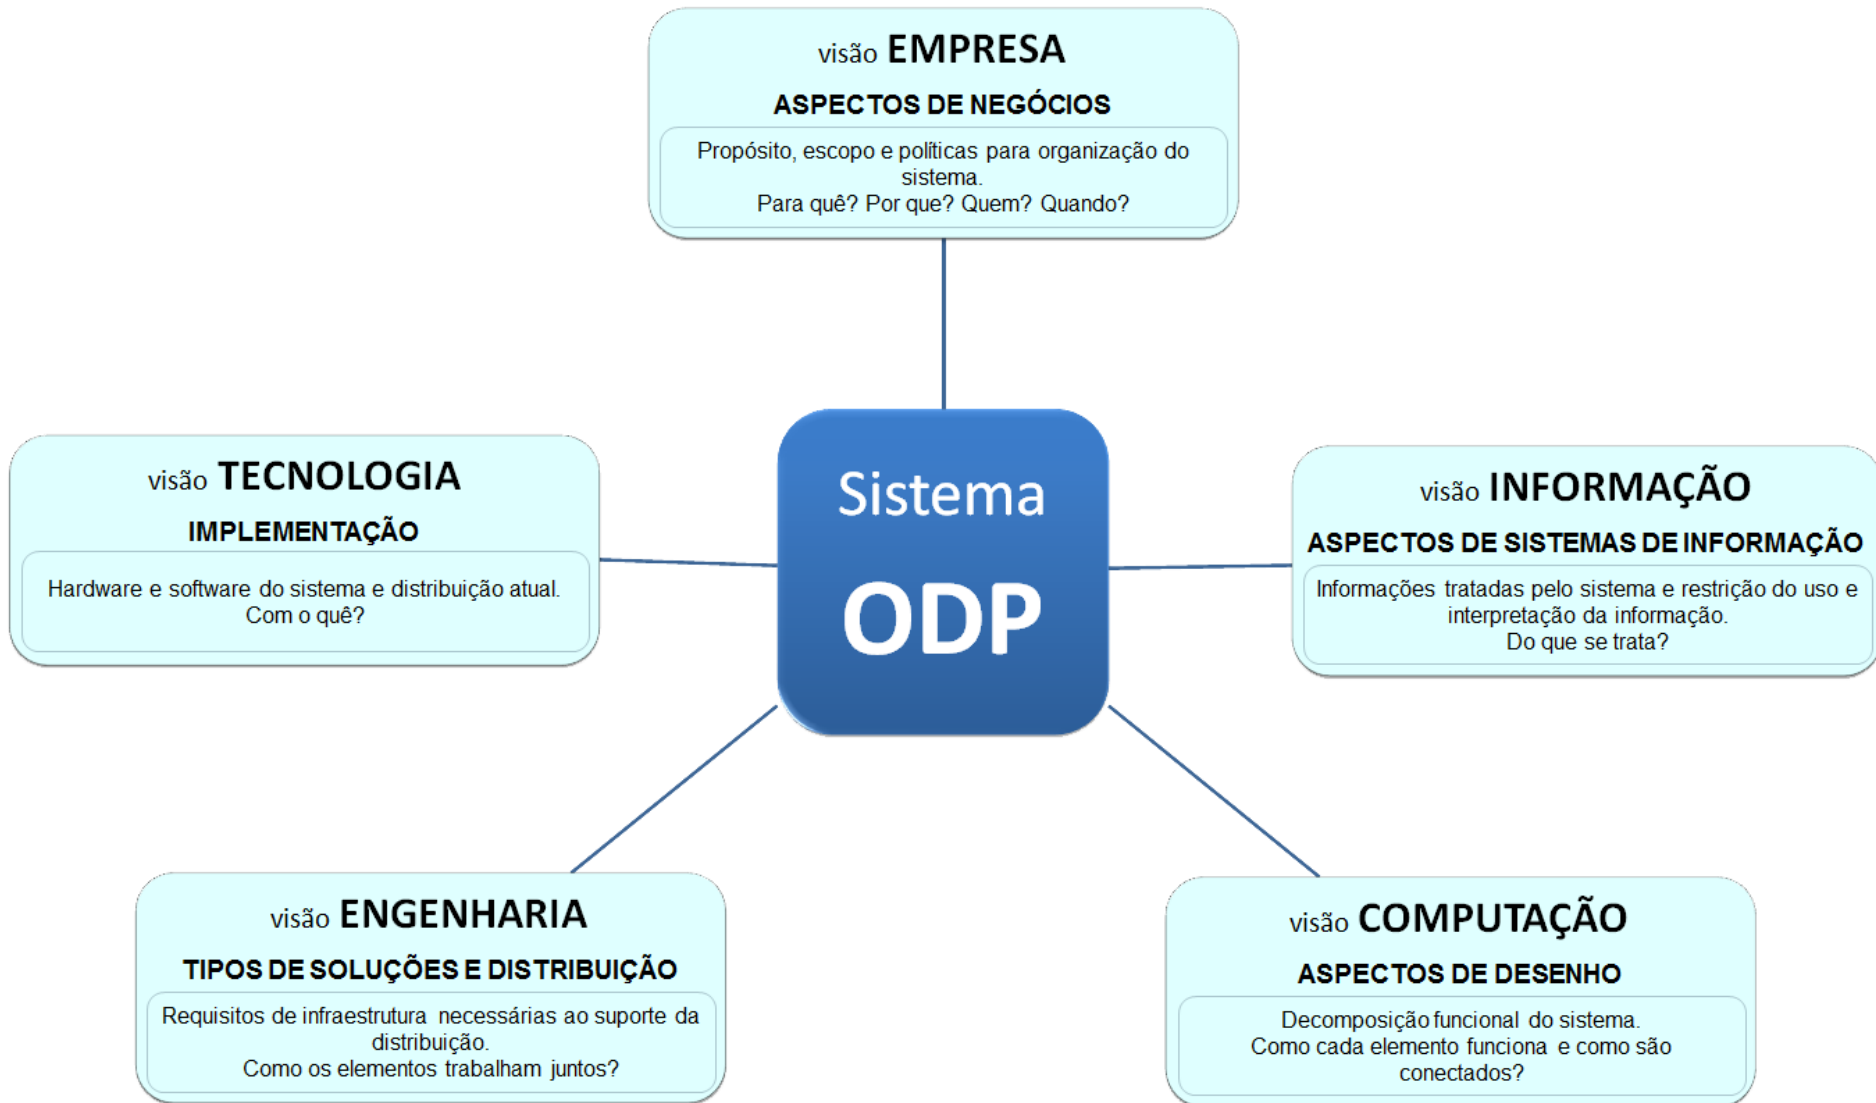 visão EMPRESA
ASPECTOS DE NEGÓCIOS
Propósito, escopo e políticas para organização do
sistema.
Para quê? Por que? Quem? Quando?
visão TECNOLOGIA
IMPLEMENTAÇÃO
Hardware e software do sistema e distribuição atual.
Com o quê?
Sistema
ODP
visão INFORMAÇÃO
ASPECTOS DE SISTEMAS DE INFORMAÇÃO
Informações tratadas pelo sistema e restrição do uso e
interpretação da informação.
Do que se trata?
visão ENGENHARIA
TIPOS DE SOLUÇÕES E DISTRIBUIÇÃO
Requisitos de infraestrutura necessárias ao suporte da
distribuição.
Como os elementos trabalham juntos?
visão COMPUTAÇÃO
ASPECTOS DE DESENHO
Decomposição funcional do sistema.
Como cada elemento funciona e como são
conectados?